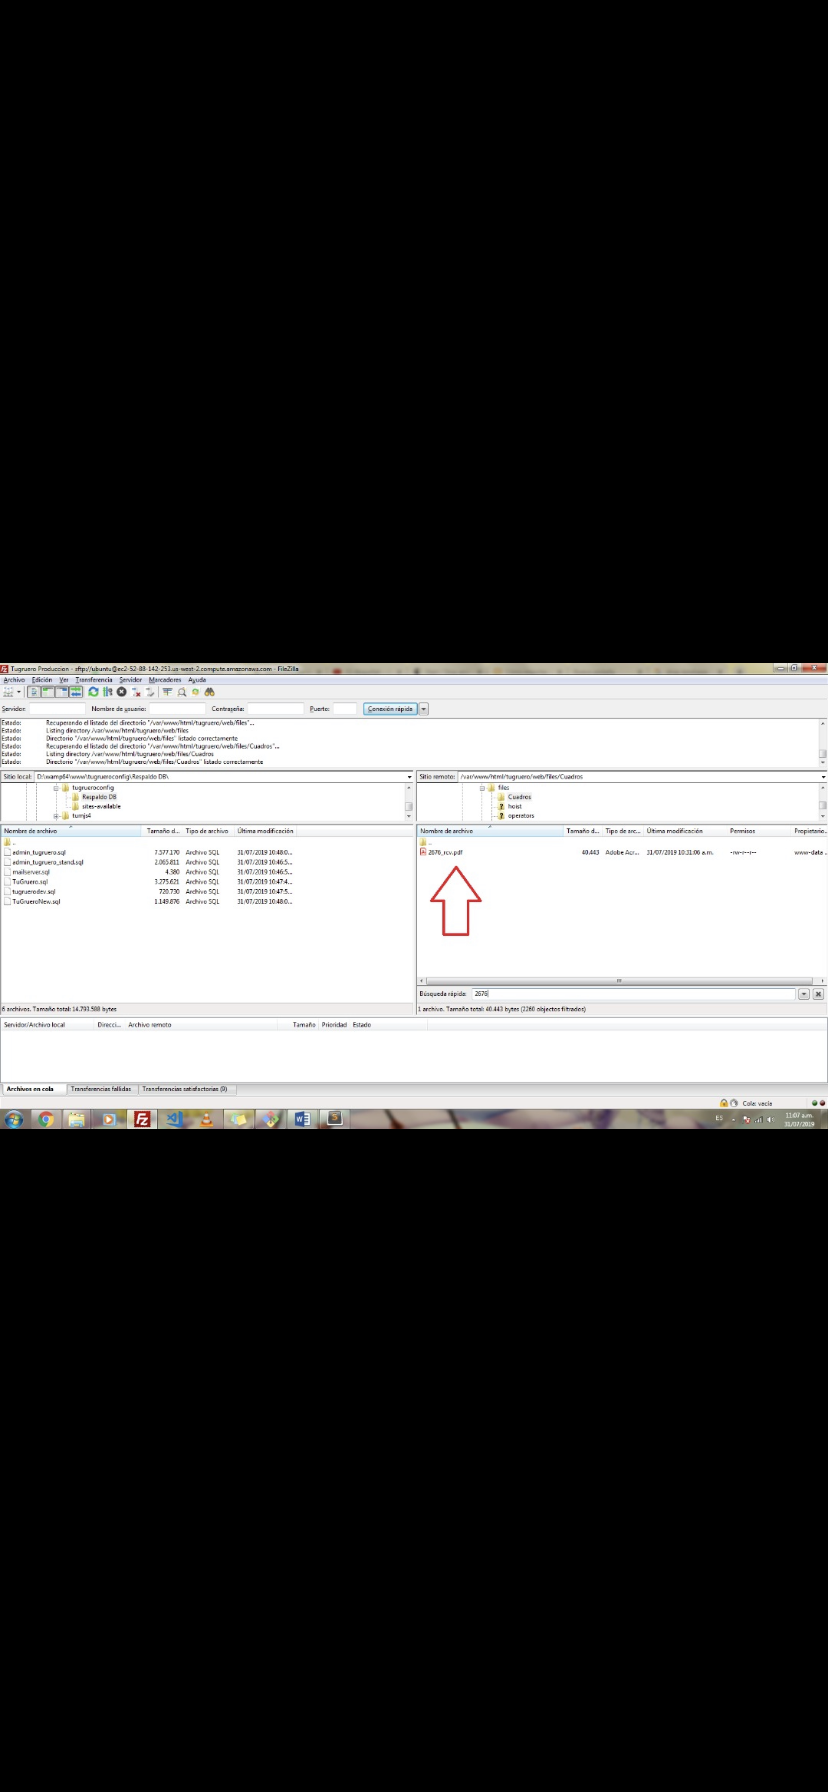 Tugruero Produccion - sftp://ubuntu@ec2-52-88-142-253.us-west-2.compute.amazonaws.com - FileZilla
Archivo Edición Ver Transferencia Servidor Marcadores Ayuda
Servidor: Nombre de usuario: Contraseña: Puerto: Conexión rápida
Estado: Recuperando el listado del directorio "/var/www/html/tugruero/web/files"...
Estado: Listing directory /var/www/html/tugruero/web/files
Estado: Directorio "/var/www/html/tugruero/web/files" listado correctamente
Estado: Recuperando el listado del directorio "/var/www/html/tugruero/web/files/Cuadros"...
Estado: Listing directory /var/www/html/tugruero/web/files/Cuadros
Estado: Directorio "/var/www/html/tugruero/web/files/Cuadros" listado correctamente
Sitio local: D:\wamp64\www\tugrueroconfig\Respaldo DB\
tugrueroconfig
Respaldo DB
sites-available
tumjs4
Nombre de archivo Tamaño d... Tipo de archivo Última modificación
..
admin_tugruero.sql 7.577.170 Archivo SQL 31/07/2019 10:48:0...
admin_tugruero_stand.sql 2.065.811 Archivo SQL 31/07/2019 10:46:5...
mailserver.sql 4.380 Archivo SQL 31/07/2019 10:46:5...
TuGruero.sql 3.275.621 Archivo SQL 31/07/2019 10:47:4...
tugruerodev.sql 720.730 Archivo SQL 31/07/2019 10:47:5...
TuGrueroNew.sql 1.149.876 Archivo SQL 31/07/2019 10:48:0...
6 archivos. Tamaño total: 14.793.588 bytes
Sitio remoto: /var/www/html/tugruero/web/files/Cuadros
files
Cuadros
hoist
operators
Nombre de archivo Tamaño d... Tipo de arc... Última modificación Permisos Propietario...
..
2676_rcv.pdf 40.443 Adobe Acr... 31/07/2019 10:31:06 a.m. -rw-r--r-- www-data ...
Búsqueda rápida: 2676
1 archivo. Tamaño total: 40.443 bytes (2260 objetos filtrados)
Servidor/Archivo local Direcci... Archivo remoto Tamaño Prioridad Estado
Archivos en cola Transferencias fallidas Transferencias satisfactorias (9)
Cola: vacía
ES 11:07 a.m.
31/07/2019